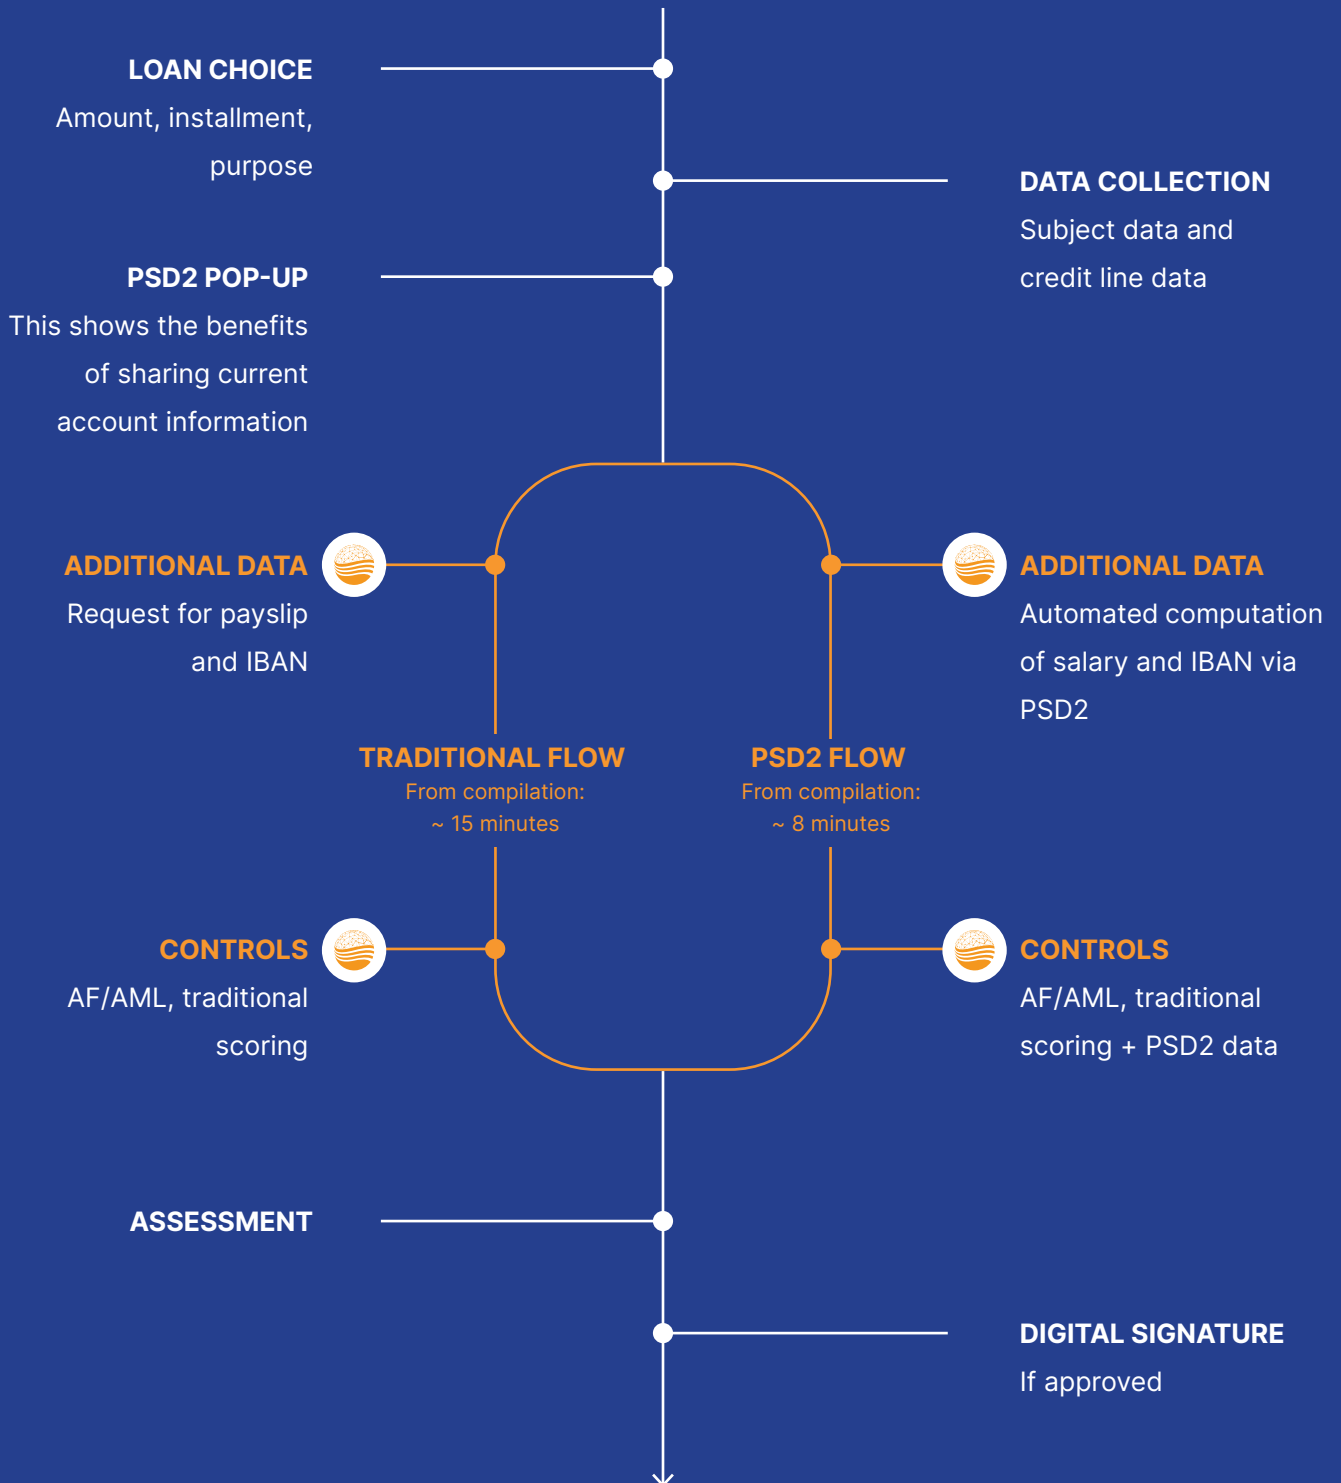 LOAN CHOICE
Amount, installment,
purpose
DATA COLLECTION
Subject data and
credit line data
PSD2 POP-UP
This shows the benefits
of sharing current
account information
ADDITIONAL DATA
Request for payslip
and IBAN
ADDITIONAL DATA
Automated computation
of salary and IBAN via
PSD2
TRADITIONAL FLOW
From compilation:
~ 15 minutes
PSD2 FLOW
From compilation:
~ 8 minutes
CONTROLS
AF/AML, traditional
scoring
CONTROLS
AF/AML, traditional
scoring + PSD2 data
ASSESSMENT
DIGITAL SIGNATURE
If approved